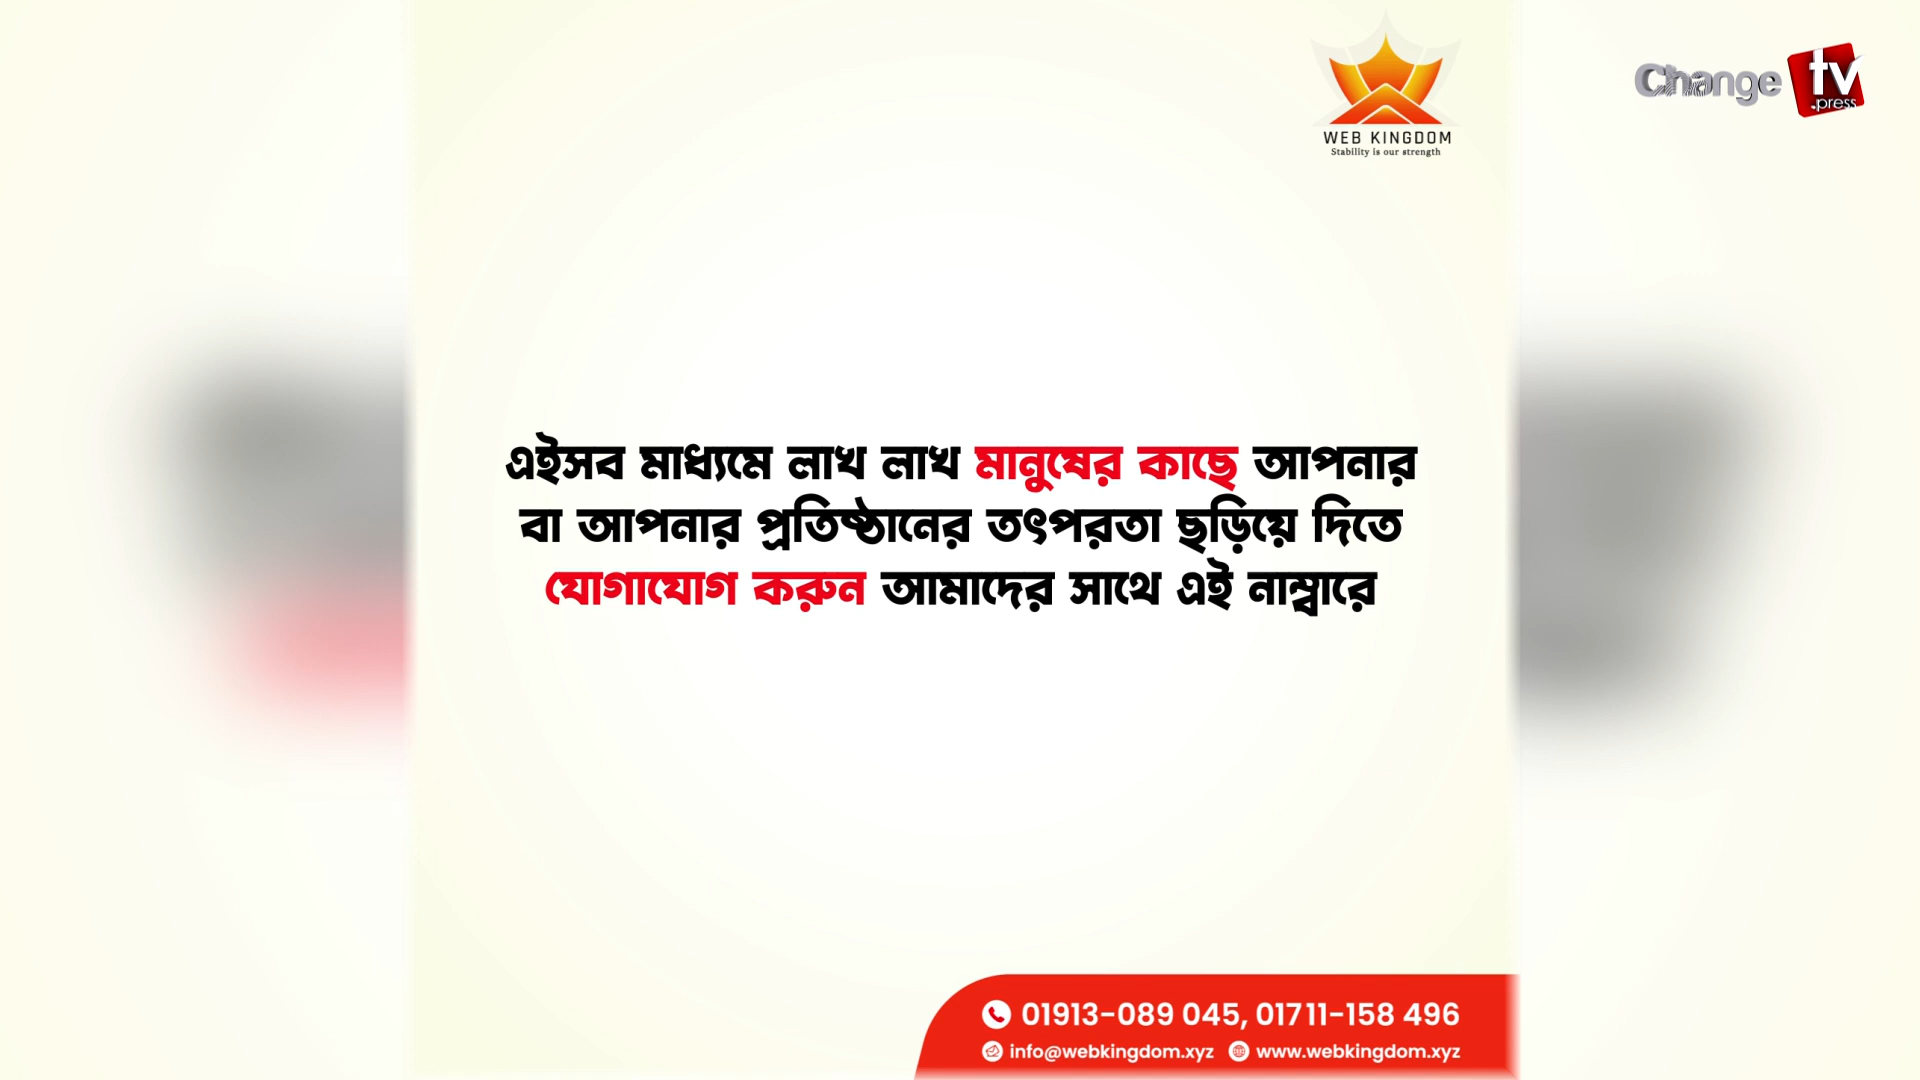 WEB KINGDOM
Stability is our strength
Change tv
.press
এইসব মাধ্যমে লাখ লাখ মানুষের কাছে আপনার
বা আপনার প্রতিষ্ঠানের তৎপরতা ছড়িয়ে দিতে
যোগাযোগ করুন আমাদের সাথে এই নাম্বারে
01913-089 045, 01711-158 496
info@webkingdom.xyz www.webkingdom.xyz